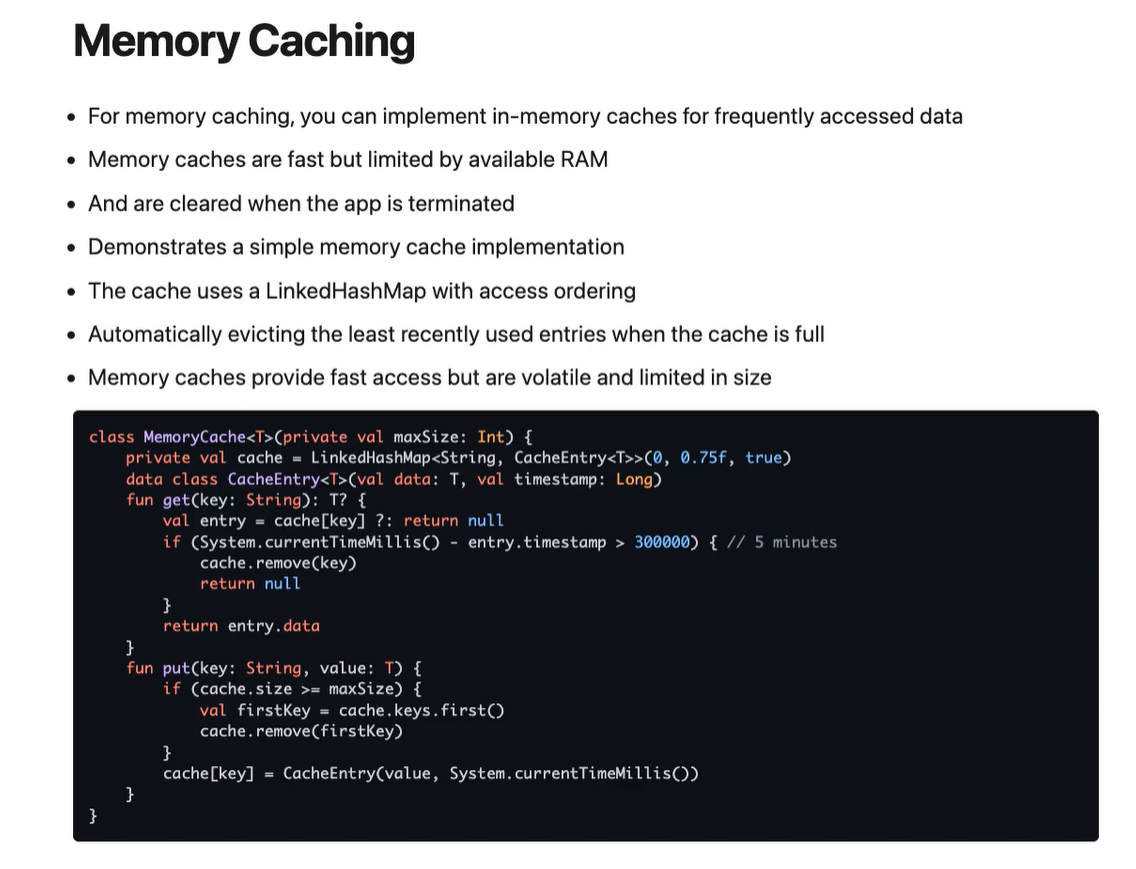 Memory Caching
• For memory caching, you can implement in-memory caches for frequently accessed data
• Memory caches are fast but limited by available RAM
• And are cleared when the app is terminated
• Demonstrates a simple memory cache implementation
• The cache uses a LinkedHashMap with access ordering
• Automatically evicting the least recently used entries when the cache is full
• Memory caches provide fast access but are volatile and limited in size
class MemoryCache<T>(private val maxSize: Int) {
    private val cache = LinkedHashMap<String, CacheEntry<T>>(0, 0.75f, true)
    data class CacheEntry<T>(val data: T, val timestamp: Long)
    fun get(key: String): T? {
        val entry = cache[key] ?: return null
        if (System.currentTimeMillis() - entry.timestamp > 300000) { // 5 minutes
            cache.remove(key)
            return null
        }
        return entry.data
    }
    fun put(key: String, value: T) {
        if (cache.size >= maxSize) {
            val firstKey = cache.keys.first()
            cache.remove(firstKey)
        }
        cache[key] = CacheEntry(value, System.currentTimeMillis())
    }
}